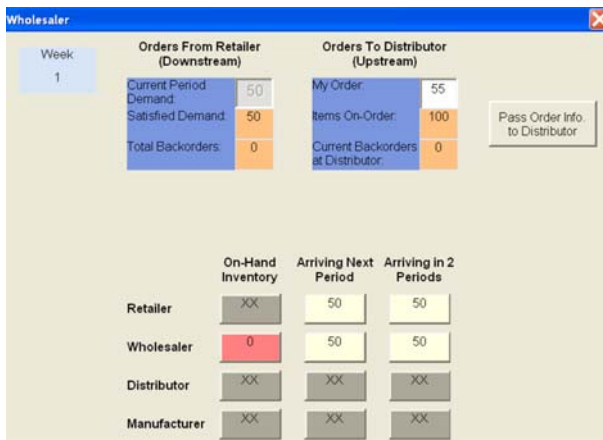 Wholesaler
Week
1
Orders From Retailer
(Downstream)
Current Period
Demand:
50
Satisfied Demand:
50
Total Backorders:
0
Orders To Distributor
(Upstream)
My Order:
55
Items On-Order:
100
Current Backorders
at Distributor:
0
Pass Order Info.
to Distributor
On-Hand
Inventory
Arriving Next
Period
Arriving in 2
Periods
Retailer XX 50 50
Wholesaler 0 50 50
Distributor XX XX XX
Manufacturer XX XX XX